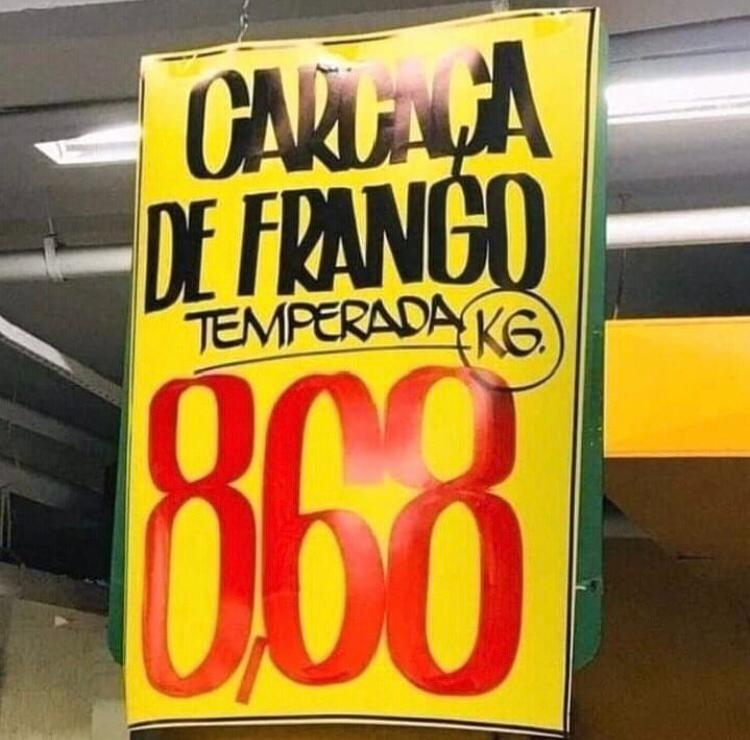 CARCAÇA
DE FRANGO
TEMPERADA KG.
8,68